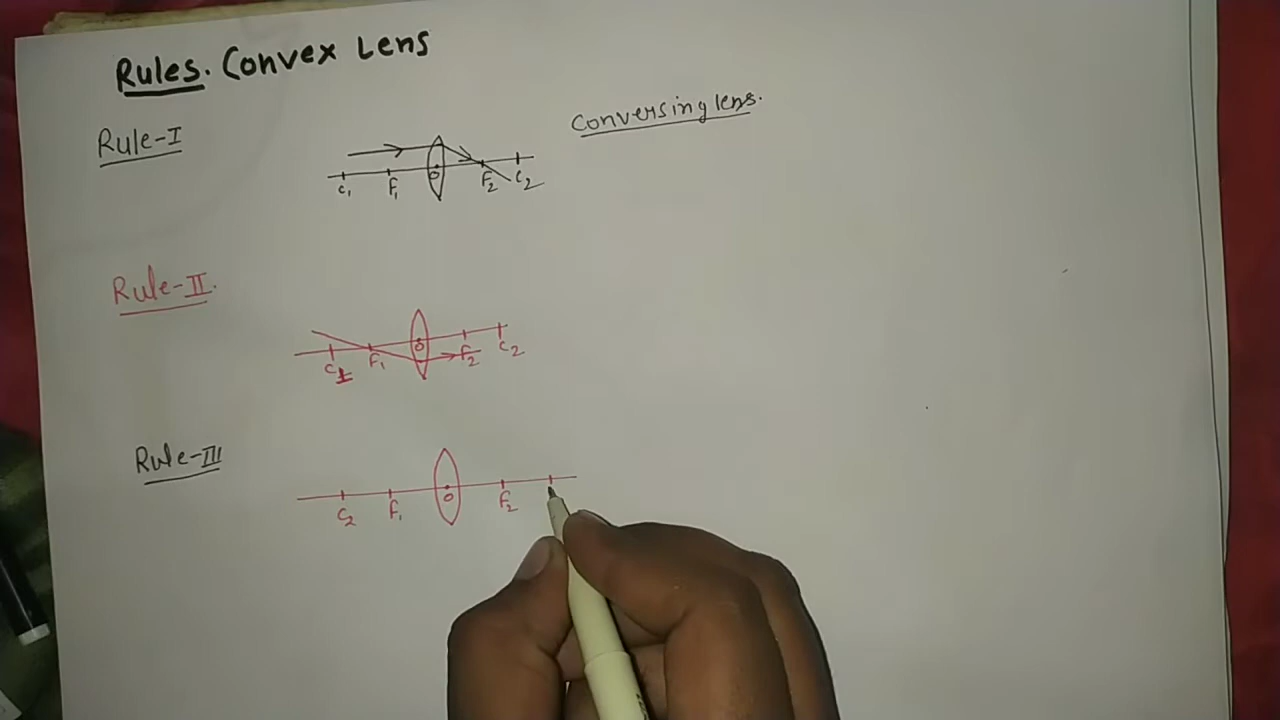 Rules. Convex Lens
Conversing lens.
Rule-I
C1 F1 O F2 C2
Rule-II.
C1 F1 O F2 C2
Rule-III
C2 F1 O F2